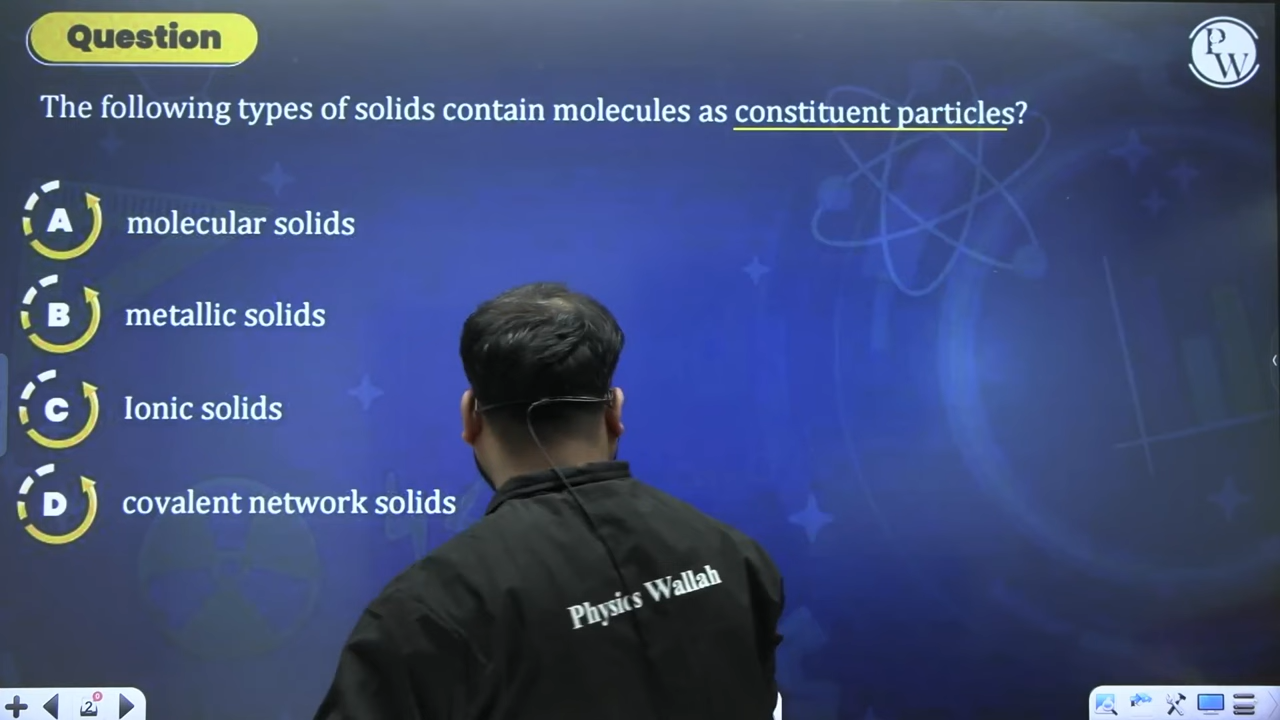 Question
PW
The following types of solids contain molecules as constituent particles?
A molecular solids
B metallic solids
C Ionic solids
D covalent network solids
Physics Wallah
2